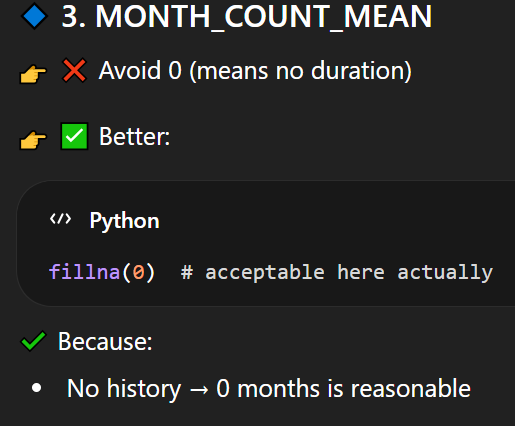 🔷 3. MONTH_COUNT_MEAN
👉 ❌ Avoid 0 (means no duration)
👉 ✅ Better:
</> Python
fillna(0)  # acceptable here actually
✔ Because:
• No history → 0 months is reasonable